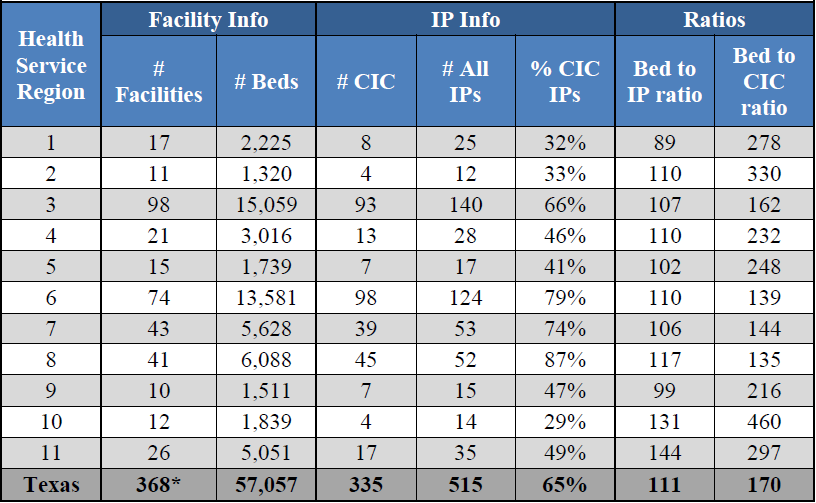 Health Service Region Facility Info IP Info Ratios
# Facilities # Beds # CIC # All IPs % CIC IPs Bed to IP ratio Bed to CIC ratio
1 17 2,225 8 25 32% 89 278
2 11 1,320 4 12 33% 110 330
3 98 15,059 93 140 66% 107 162
4 21 3,016 13 28 46% 110 232
5 15 1,739 7 17 41% 102 248
6 74 13,581 98 124 79% 110 139
7 43 5,628 39 53 74% 106 144
8 41 6,088 45 52 87% 117 135
9 10 1,511 7 15 47% 99 216
10 12 1,839 4 14 29% 131 460
11 26 5,051 17 35 49% 144 297
Texas 368* 57,057 335 515 65% 111 170